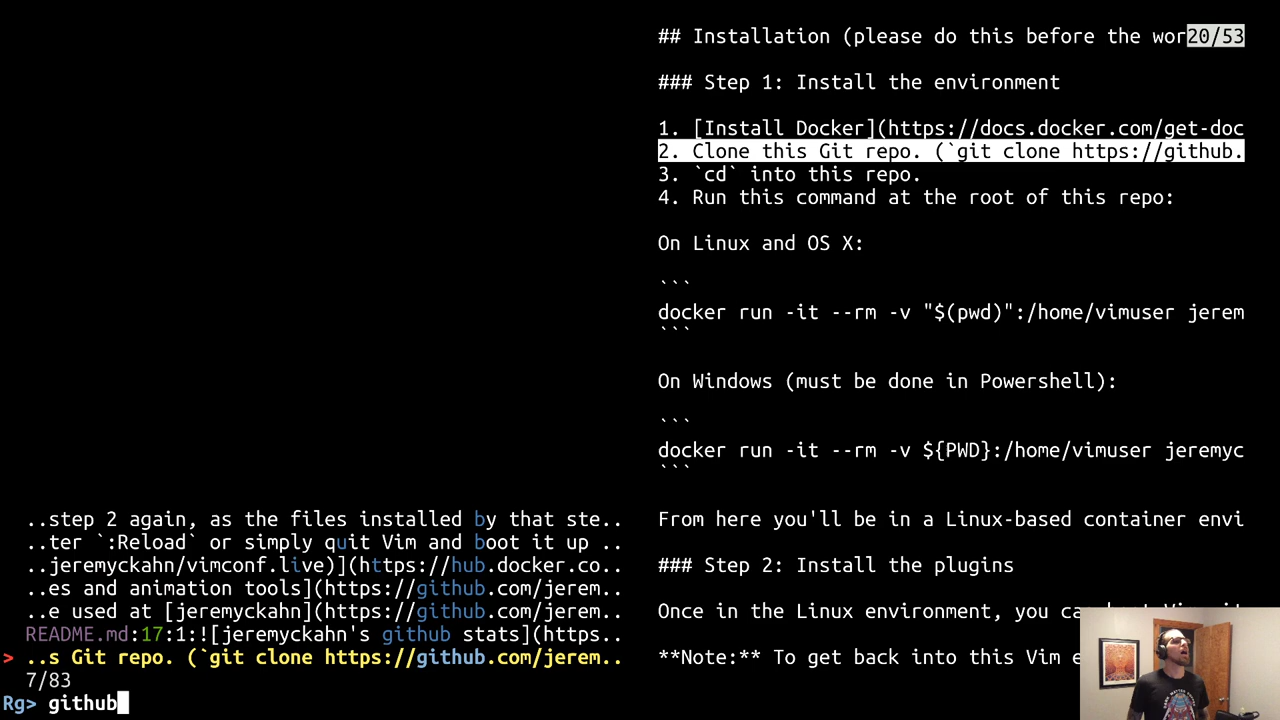 ## Installation (please do this before the wor 20/53
### Step 1: Install the environment
1. [Install Docker](https://docs.docker.com/get-doc
2. Clone this Git repo. (`git clone https://github.
3. `cd` into this repo.
4. Run this command at the root of this repo:
On Linux and OS X:
```
docker run -it --rm -v "$(pwd)":/home/vimuser jerem
```
On Windows (must be done in Powershell):
```
docker run -it --rm -v ${PWD}:/home/vimuser jeremyc
```
From here you'll be in a Linux-based container envi
### Step 2: Install the plugins
Once in the Linux environment, you can
**Note:** To get back into this Vim e
..step 2 again, as the files installed by that ste..
..ter `:Reload` or simply quit Vim and boot it up ..
..jeremyckahn/vimconf.live)](https://hub.docker.co..
..es and animation tools](https://github.com/jerem..
..e used at [jeremyckahn](https://github.com/jerem..
README.md:17:1:![jeremyckahn's github stats](https..
> ..s Git repo. (`git clone https://github.com/jerem..
7/83
Rg> github